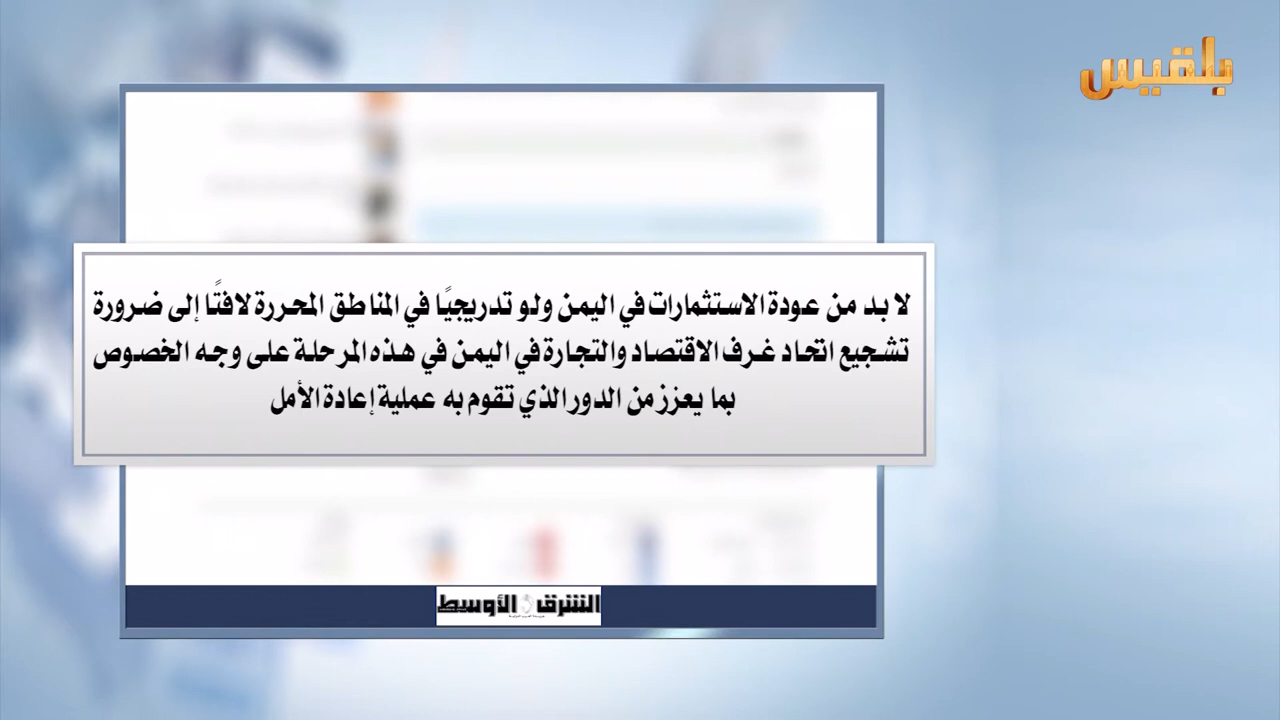 بلقيس
لا بد من عودة الاستثمارات في اليمن ولو تدريجيًا في المناطق المحررة لافتًا إلى ضرورة
تشجيع اتحاد غرف الاقتصاد والتجارة في اليمن في هذه المرحلة على وجه الخصوص
بما يعزز من الدور الذي تقوم به عملية إعادة الأمل
الشرق الأوسط